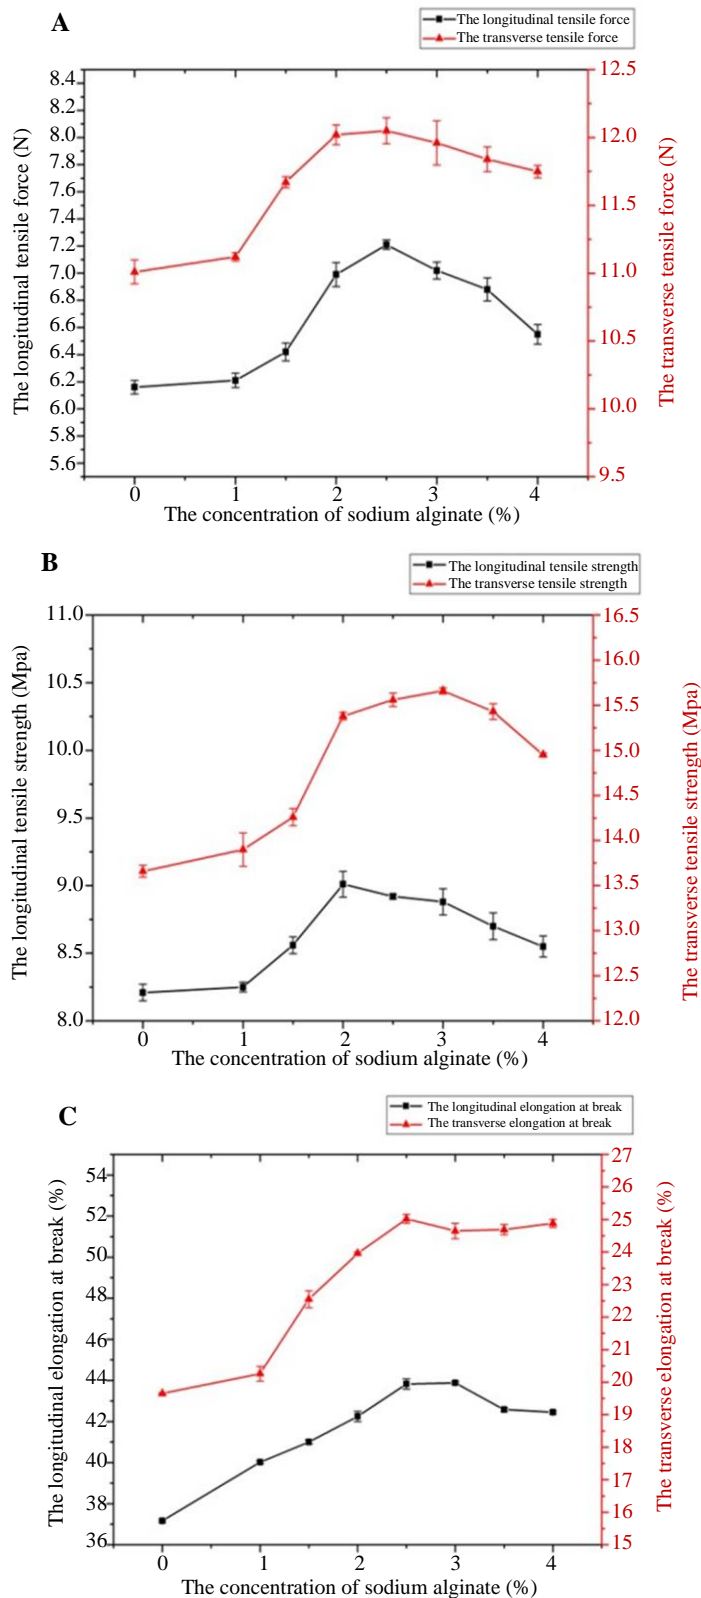 A
The longitudinal tensile force
The transverse tensile force
8.4
8.2
8.0
7.8
7.6
7.4
7.2
7.0
6.8
6.6
6.4
6.2
6.0
5.8
5.6
The longitudinal tensile force (N)
12.5
12.0
11.5
11.0
10.5
10.0
9.5
The transverse tensile force (N)
0 1 2 3 4
The concentration of sodium alginate (%)
B
The longitudinal tensile strength
The transverse tensile strength
11.0
10.5
10.0
9.5
9.0
8.5
8.0
The longitudinal tensile strength (Mpa)
16.5
16.0
15.5
15.0
14.5
14.0
13.5
13.0
12.5
12.0
The transverse tensile strength (Mpa)
0 1 2 3 4
The concentration of sodium alginate (%)
C
The longitudinal elongation at break
The transverse elongation at break
54
52
50
48
46
44
42
40
38
36
The longitudinal elongation at break (%)
27
26
25
24
23
22
21
20
19
18
17
16
15
The transverse elongation at break (%)
0 1 2 3 4
The concentration of sodium alginate (%)